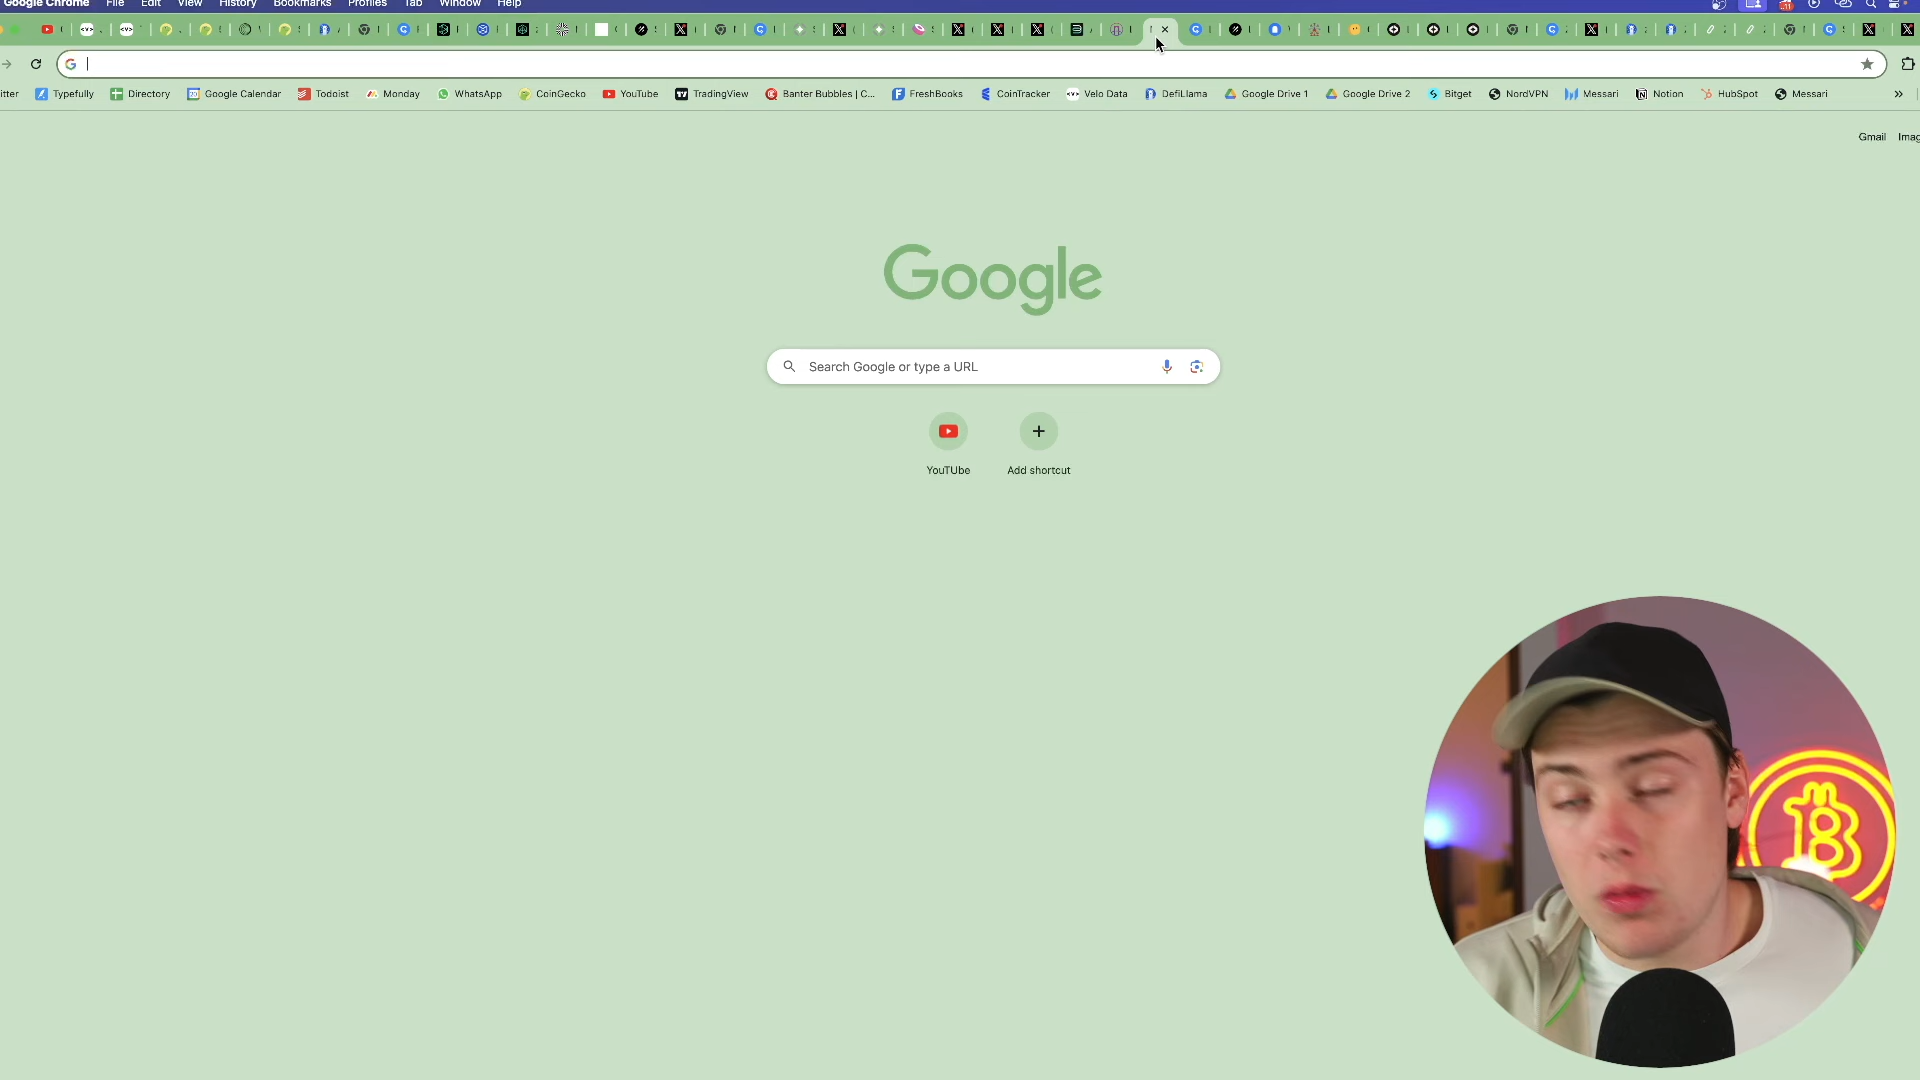 Google Chrome File Edit View History Bookmarks Profiles Tab Window Help
itter Typefully Directory Google Calendar Todoist Monday WhatsApp CoinGecko YouTube TradingView Banter Bubbles | C... FreshBooks CoinTracker Velo Data DefiLlama Google Drive 1 Google Drive 2 Bitget NordVPN Messari Notion HubSpot Messari »
Gmail Imag
Google
Search Google or type a URL
YouTUbe Add shortcut